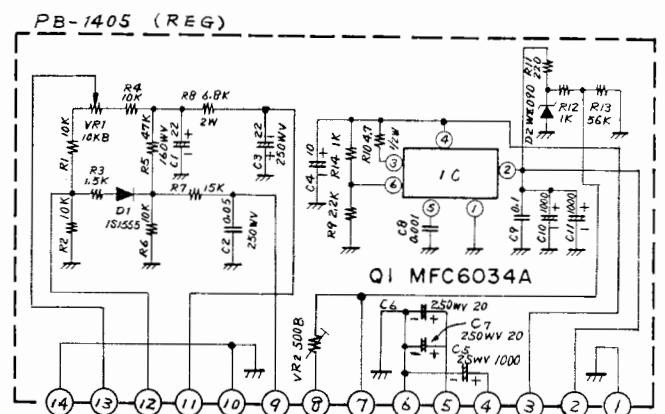 PB-1405 (REG)
R4
10K
R8 6.8K
2W
VR1
10KB
10K
R1
47K
R5
160WV
C1 22
C3 22
250WV
R3
1.5K
D1
1S1555
R7 15K
10K
R2
10K
R6
C2 0.05
250WV
C4 10
R14 1K
R10 4.7
1/2W
R9 2.2K
3
6
4
2
5
1
IC
C8
0.001
R11
220
D2 WZ090
R12
1K
R13
56K
C9 0.1
C10 1000
C11 1000
Q1 MFC6034A
VR2 500B
C6
250WV 20
C7
250WV 20
C5
25WV 1000
14
13
12
11
10
9
8
7
6
5
4
3
2
1